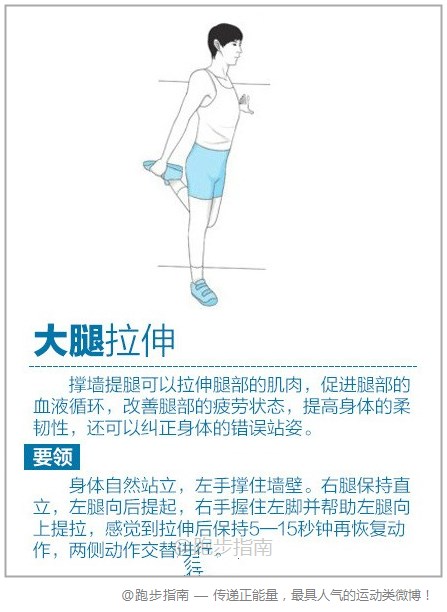 大腿拉伸
撑墙提腿可以拉伸腿部的肌肉，促进腿部的
血液循环，改善腿部的疲劳状态，提高身体的柔
韧性，还可以纠正身体的错误站姿。
要领
身体自然站立，左手撑住墙壁。右腿保持直
立，左腿向后提起，右手握住左脚并帮助左腿向
上提拉，感觉到拉伸后保持5—15秒钟再恢复动
作，两侧动作交替进行。
@跑步指南
@跑步指南 — 传递正能量，最具人气的运动类微博！